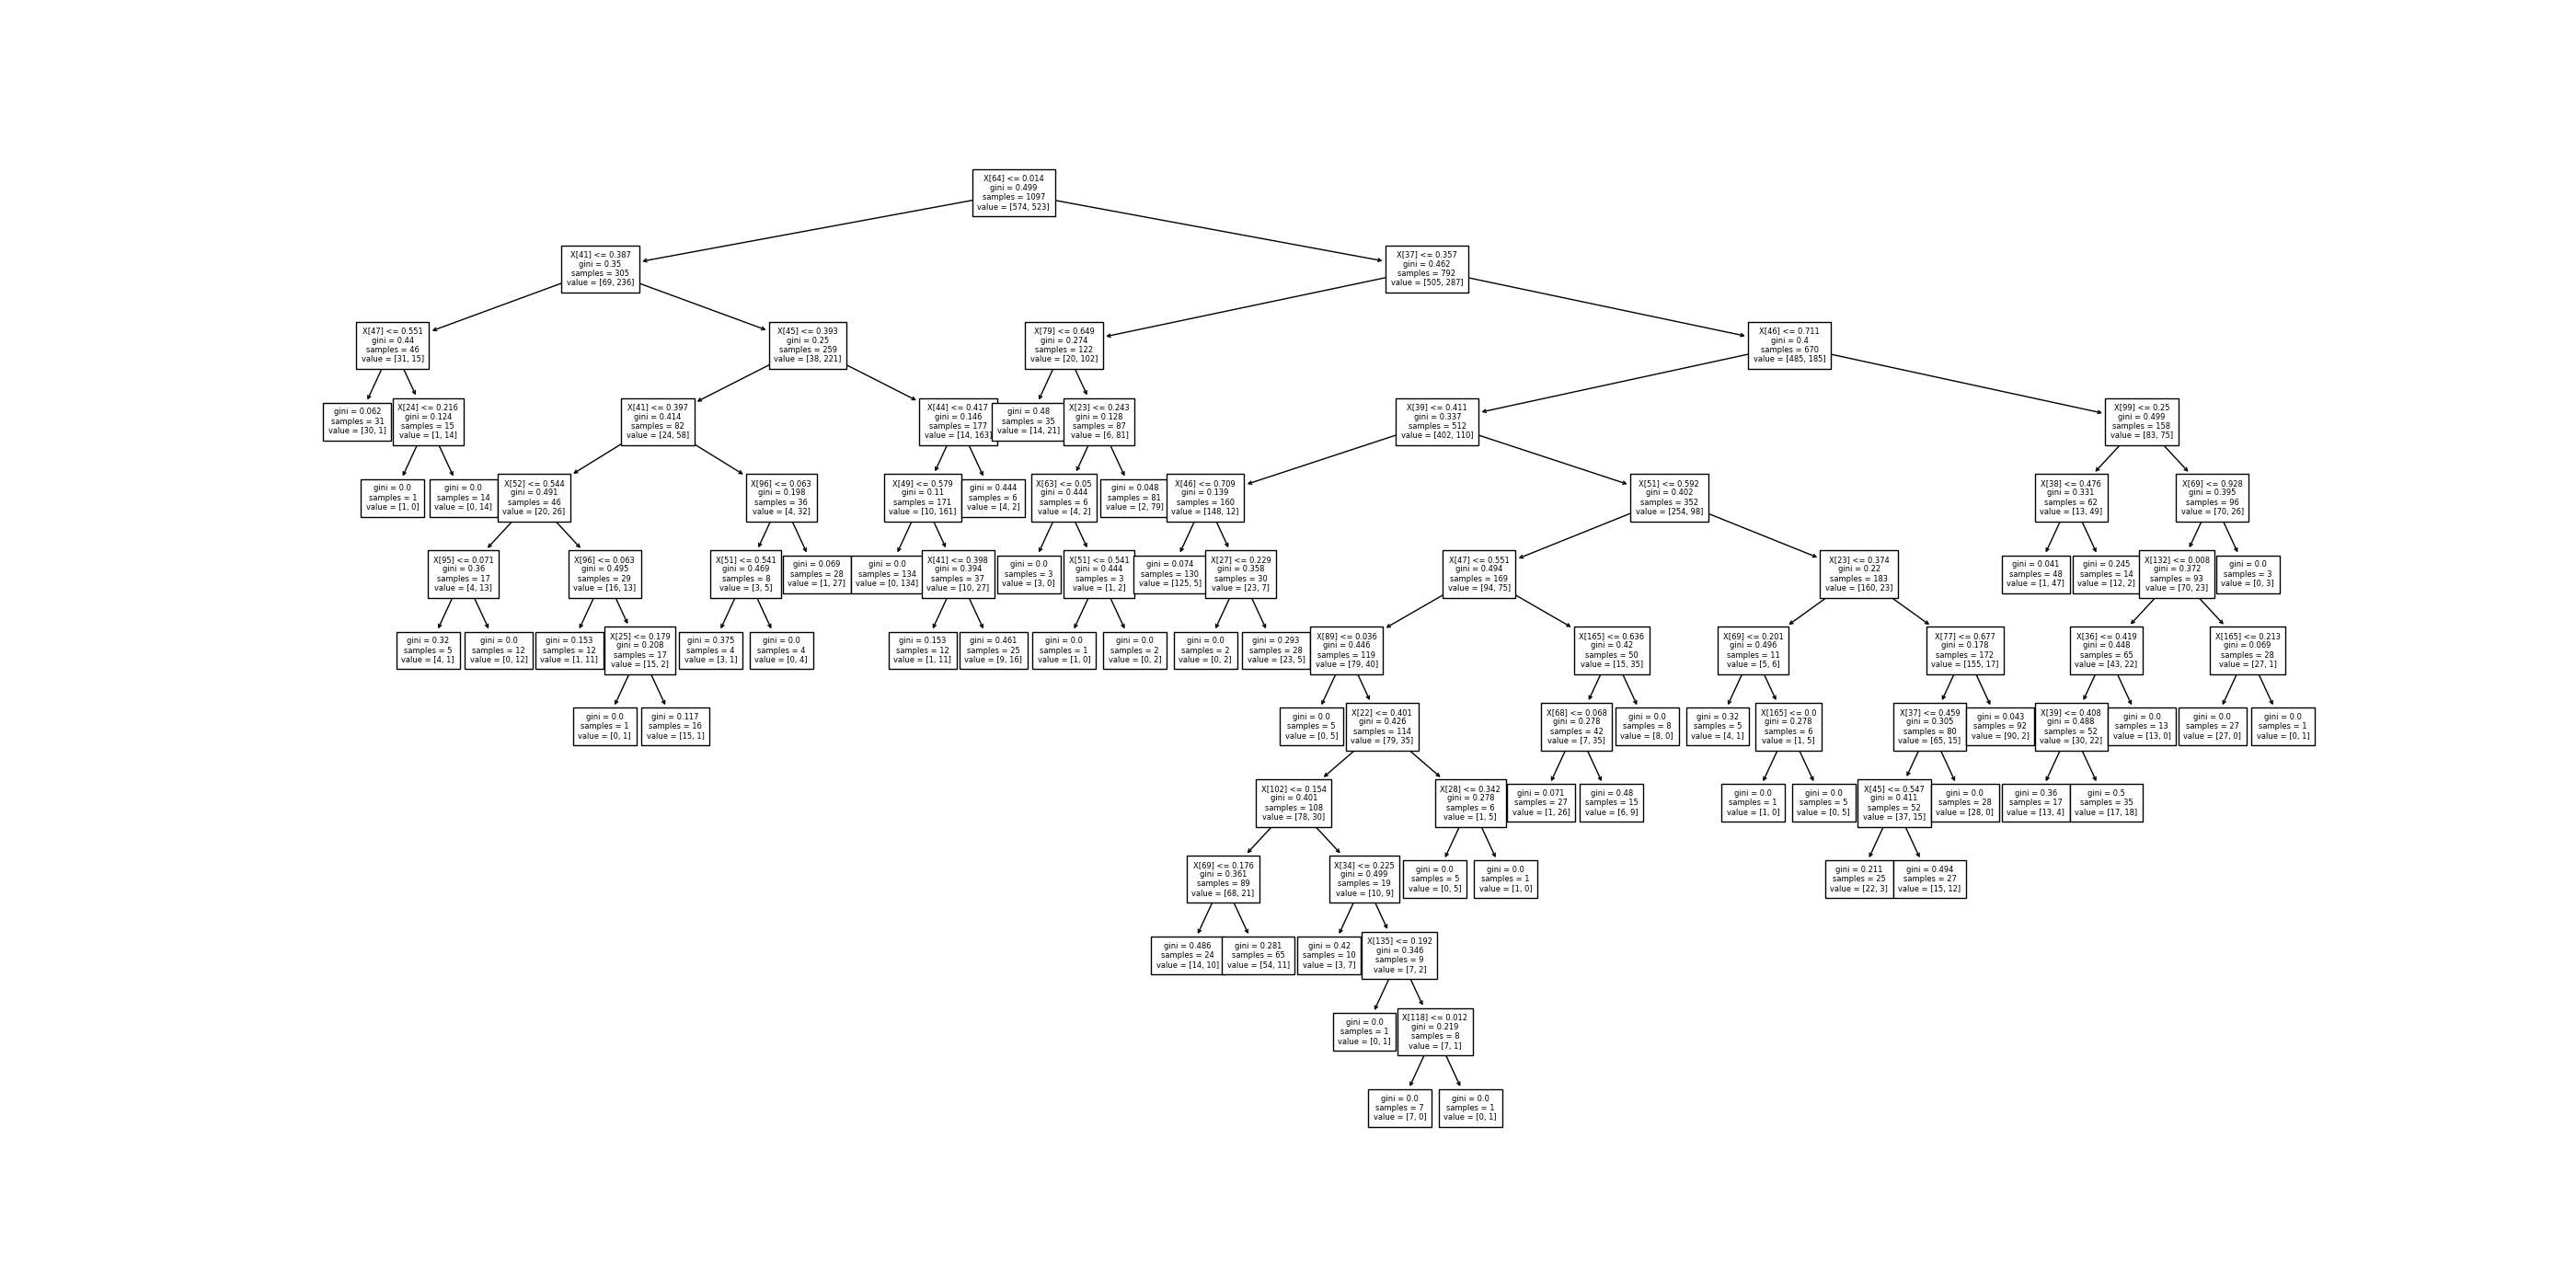 X[64] <= 0.014
gini = 0.499
samples = 1097
value = [574, 523]
X[41] <= 0.387
gini = 0.35
samples = 305
value = [69, 236]
X[37] <= 0.357
gini = 0.462
samples = 792
value = [505, 287]
X[47] <= 0.551
gini = 0.44
samples = 46
value = [31, 15]
X[45] <= 0.393
gini = 0.25
samples = 259
value = [38, 221]
X[79] <= 0.649
gini = 0.274
samples = 122
value = [20, 102]
X[46] <= 0.711
gini = 0.4
samples = 670
value = [485, 185]
gini = 0.062
samples = 31
value = [30, 1]
X[24] <= 0.216
gini = 0.124
samples = 15
value = [1, 14]
X[41] <= 0.397
gini = 0.414
samples = 82
value = [24, 58]
X[44] <= 0.417
gini = 0.146
samples = 177
value = [14, 163]
gini = 0.48
samples = 35
value = [14, 21]
X[23] <= 0.243
gini = 0.128
samples = 87
value = [6, 81]
X[39] <= 0.411
gini = 0.337
samples = 512
value = [402, 110]
X[99] <= 0.25
gini = 0.499
samples = 158
value = [83, 75]
gini = 0.0
samples = 1
value = [1, 0]
gini = 0.0
samples = 14
value = [0, 14]
X[52] <= 0.544
gini = 0.491
samples = 46
value = [20, 26]
X[96] <= 0.063
gini = 0.198
samples = 36
value = [4, 32]
X[49] <= 0.579
gini = 0.11
samples = 171
value = [10, 161]
gini = 0.444
samples = 6
value = [4, 2]
X[63] <= 0.05
gini = 0.444
samples = 6
value = [4, 2]
gini = 0.048
samples = 81
value = [2, 79]
X[46] <= 0.709
gini = 0.139
samples = 160
value = [148, 12]
X[51] <= 0.592
gini = 0.402
samples = 352
value = [254, 98]
X[38] <= 0.476
gini = 0.331
samples = 62
value = [13, 49]
X[69] <= 0.928
gini = 0.395
samples = 96
value = [70, 26]
X[95] <= 0.071
gini = 0.36
samples = 17
value = [4, 13]
X[96] <= 0.063
gini = 0.495
samples = 29
value = [16, 13]
X[51] <= 0.541
gini = 0.469
samples = 8
value = [3, 5]
gini = 0.069
samples = 28
value = [1, 27]
gini = 0.0
samples = 134
value = [0, 134]
X[41] <= 0.398
gini = 0.394
samples = 37
value = [10, 27]
gini = 0.0
samples = 3
value = [3, 0]
X[51] <= 0.541
gini = 0.444
samples = 3
value = [1, 2]
gini = 0.074
samples = 130
value = [125, 5]
X[27] <= 0.229
gini = 0.358
samples = 30
value = [23, 7]
X[47] <= 0.551
gini = 0.494
samples = 169
value = [94, 75]
X[23] <= 0.374
gini = 0.22
samples = 183
value = [160, 23]
gini = 0.041
samples = 48
value = [1, 47]
gini = 0.245
samples = 14
value = [12, 2]
X[132] <= 0.008
gini = 0.372
samples = 93
value = [70, 23]
gini = 0.0
samples = 3
value = [0, 3]
gini = 0.32
samples = 5
value = [4, 1]
gini = 0.0
samples = 12
value = [0, 12]
gini = 0.153
samples = 12
value = [1, 11]
X[25] <= 0.179
gini = 0.208
samples = 17
value = [15, 2]
gini = 0.375
samples = 4
value = [3, 1]
gini = 0.0
samples = 4
value = [0, 4]
gini = 0.153
samples = 12
value = [1, 11]
gini = 0.461
samples = 25
value = [9, 16]
gini = 0.0
samples = 1
value = [1, 0]
gini = 0.0
samples = 2
value = [0, 2]
gini = 0.0
samples = 2
value = [0, 2]
gini = 0.293
samples = 28
value = [23, 5]
X[89] <= 0.036
gini = 0.446
samples = 119
value = [79, 40]
X[165] <= 0.636
gini = 0.42
samples = 50
value = [15, 35]
X[69] <= 0.201
gini = 0.496
samples = 11
value = [5, 6]
X[77] <= 0.677
gini = 0.178
samples = 172
value = [155, 17]
X[36] <= 0.419
gini = 0.448
samples = 65
value = [43, 22]
X[165] <= 0.213
gini = 0.069
samples = 28
value = [27, 1]
gini = 0.0
samples = 1
value = [0, 1]
gini = 0.117
samples = 16
value = [15, 1]
gini = 0.0
samples = 5
value = [0, 5]
X[22] <= 0.401
gini = 0.426
samples = 114
value = [79, 35]
X[68] <= 0.068
gini = 0.278
samples = 42
value = [7, 35]
gini = 0.0
samples = 8
value = [8, 0]
gini = 0.32
samples = 5
value = [4, 1]
X[165] <= 0.0
gini = 0.278
samples = 6
value = [1, 5]
X[37] <= 0.459
gini = 0.305
samples = 80
value = [65, 15]
gini = 0.043
samples = 92
value = [90, 2]
X[39] <= 0.408
gini = 0.488
samples = 52
value = [30, 22]
gini = 0.0
samples = 13
value = [13, 0]
gini = 0.0
samples = 27
value = [27, 0]
gini = 0.0
samples = 1
value = [0, 1]
X[102] <= 0.154
gini = 0.401
samples = 108
value = [78, 30]
X[28] <= 0.342
gini = 0.278
samples = 6
value = [1, 5]
gini = 0.071
samples = 27
value = [1, 26]
gini = 0.48
samples = 15
value = [6, 9]
gini = 0.0
samples = 1
value = [1, 0]
gini = 0.0
samples = 5
value = [0, 5]
X[45] <= 0.547
gini = 0.411
samples = 52
value = [37, 15]
gini = 0.0
samples = 28
value = [28, 0]
gini = 0.36
samples = 17
value = [13, 4]
gini = 0.5
samples = 35
value = [17, 18]
X[69] <= 0.176
gini = 0.361
samples = 89
value = [68, 21]
X[34] <= 0.225
gini = 0.499
samples = 19
value = [10, 9]
gini = 0.0
samples = 5
value = [0, 5]
gini = 0.0
samples = 1
value = [1, 0]
gini = 0.211
samples = 25
value = [22, 3]
gini = 0.494
samples = 27
value = [15, 12]
gini = 0.486
samples = 24
value = [14, 10]
gini = 0.281
samples = 65
value = [54, 11]
gini = 0.42
samples = 10
value = [3, 7]
X[135] <= 0.192
gini = 0.346
samples = 9
value = [7, 2]
gini = 0.0
samples = 1
value = [0, 1]
X[118] <= 0.012
gini = 0.219
samples = 8
value = [7, 1]
gini = 0.0
samples = 7
value = [7, 0]
gini = 0.0
samples = 1
value = [0, 1]